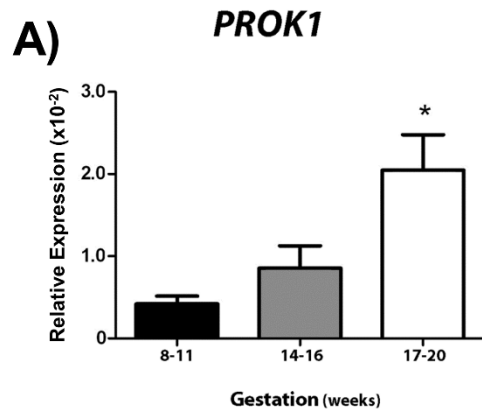 PROK1
A)
Relative Expression (x10⁻²)
3.0
2.0
1.0
0
*
8-11 14-16 17-20
Gestation (weeks)